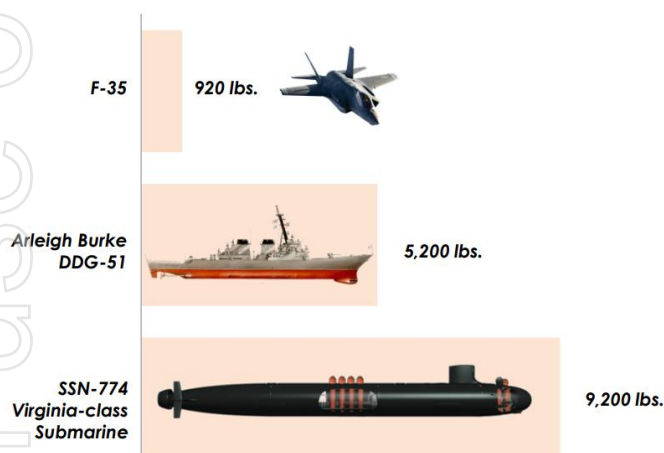 F-35
920 lbs.
Arleigh Burke
DDG-51
5,200 lbs.
SSN-774
Virginia-class
Submarine
9,200 lbs.